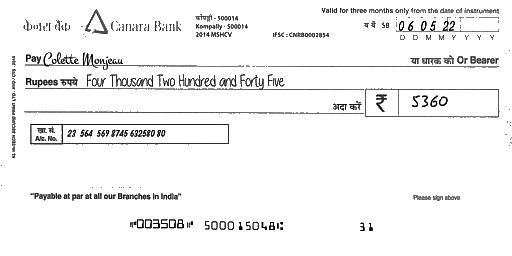 केनरा बैंक Canara Bank
कोंपल्ली - 500014
Kompally - 500014
2014 MSHCV
IFSC : CNRB0002854
Valid for three months only from the date of instrument
SB 06 05 22
D D M M Y Y Y Y
Pay Colette Monjeau या धारक को Or Bearer
Rupees रुपये Four Thousand Two Hundred and Forty Five
अदा करें ₹ 5360
खा. सं.
A/c. No. 23 564 569 8745 632580 80
"Payable at par at all our Branches in India"
Please sign above
⑈003508⑈ 500015048⑆ 31